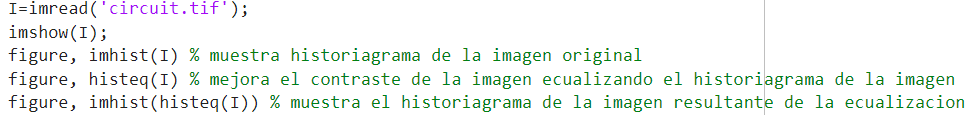 I=imread('circuit.tif');
imshow(I);
figure, imhist(I) % muestra historiagrama de la imagen original
figure, histeq(I) % mejora el contraste de la imagen ecualizando el historiagrama de la imagen
figure, imhist(histeq(I)) % muestra el historiagrama de la imagen resultante de la ecualizacion